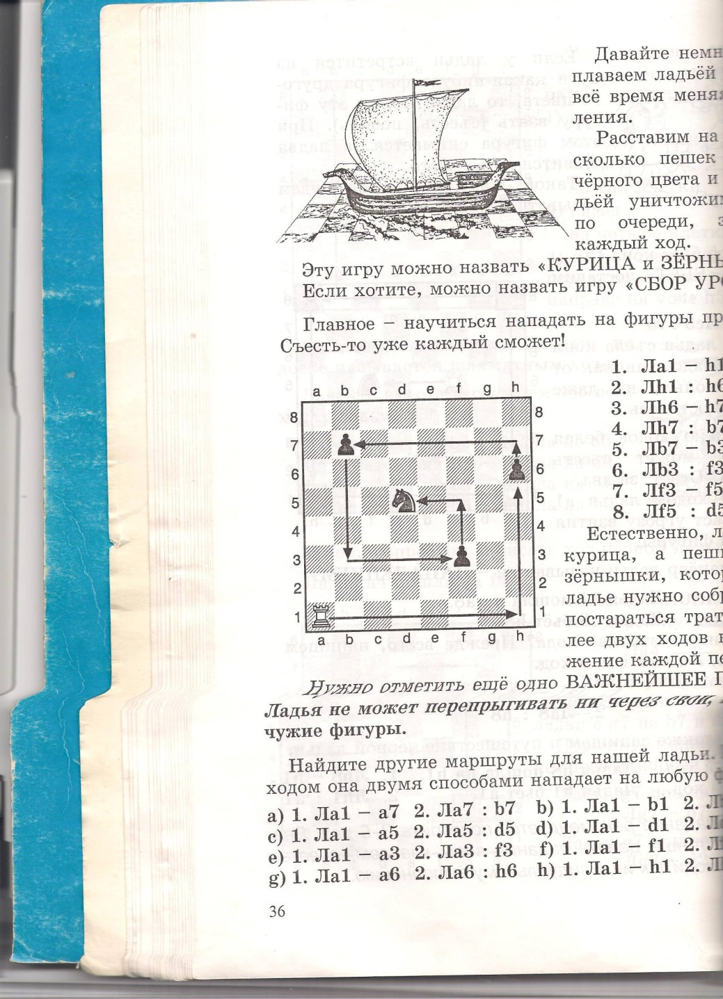 Давайте немн
плаваем ладьёй
всё время меня
ления.
Расставим на
сколько пешек
чёрного цвета и
дьёй уничтожи
по очереди, з
каждый ход.
Эту игру можно назвать «КУРИЦА и ЗЁРНЫ
Если хотите, можно назвать игру «СБОР УРО
Главное – научиться нападать на фигуры пр
Съесть-то уже каждый сможет!
1. Ла1 – h1
2. Лh1 : h6
3. Лh6 – h7
4. Лh7 : b7
5. Лb7 – b3
6. Лb3 : f3
7. Лf3 – f5
8. Лf5 : d5
a b c d e f g h
8 8
7 7
6 6
5 5
4 4
3 3
2 2
1 1
a b c d e f g h
Естественно, л
курица, а пеш
зёрнышки, котор
ладье нужно собр
постараться трат
лее двух ходов н
жение каждой пе
Нужно отметить ещё одно ВАЖНЕЙШЕЕ П
Ладья не может перепрыгивать ни через свои,
чужие фигуры.
Найдите другие маршруты для нашей ладьи.
ходом она двумя способами нападает на любую ф
a) 1. Ла1 – a7 2. Ла7 : b7 b) 1. Ла1 – b1 2. Л
c) 1. Ла1 – a5 2. Ла5 : d5 d) 1. Ла1 – d1 2. Л
e) 1. Ла1 – a3 2. Ла3 : f3 f) 1. Ла1 – f1 2. Л
g) 1. Ла1 – a6 2. Ла6 : h6 h) 1. Ла1 – h1 2. Л
36